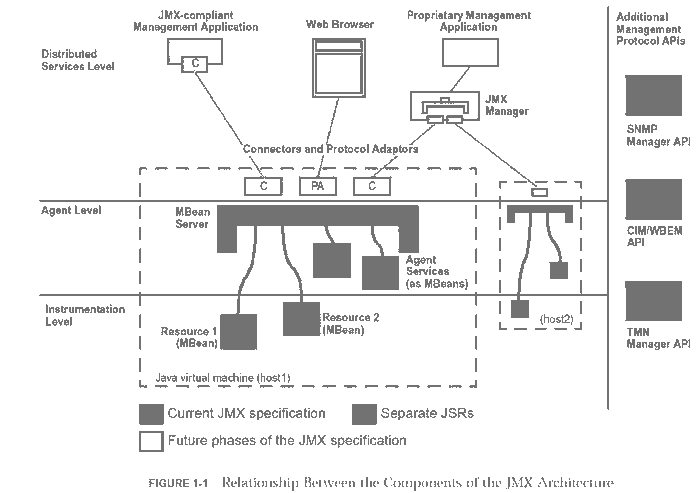 JMX-compliant
Management Application
Web Browser
Proprietary Management
Application
Additional
Management
Protocol APIs
Distributed
Services Level
C
JMX
Manager
SNMP
Manager API
Connectors and Protocol Adaptors
C
PA
C
Agent Level
MBean
Server
CIM/WBEM
API
Agent
Services
(as MBeans)
Instrumentation
Level
Resource 1
(MBean)
Resource 2
(MBean)
(host2)
TMN
Manager API
Java virtual machine (host1)
Current JMX specification
Separate JSRs
Future phases of the JMX specification
FIGURE 1-1 Relationship Between the Components of the JMX Architecture